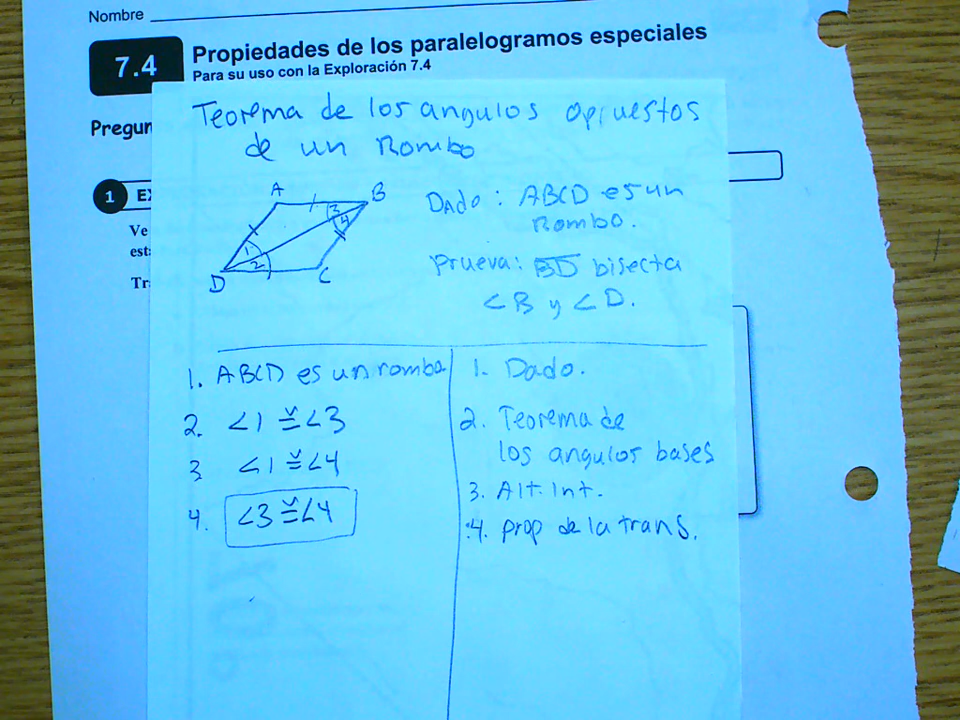 Nombre
7.4
Propiedades de los paralelogramos especiales
Para su uso con la Exploración 7.4
Teorema de los angulos opuestos
de un Rombo
Pregun
1
A
B
C
D
1
2
3
4
Dado : ABCD es un
Rombo.
Ve
est
Tr
Prueva: BD bisecta
<B y <D.
1. ABCD es un romba
1. Dado.
2. <1 ≅ <3
2. Teorema de
los angulos bases
3. <1 ≅ <4
3. Alt. Int.
4. <3 ≅ <4
4. prop de la trans.